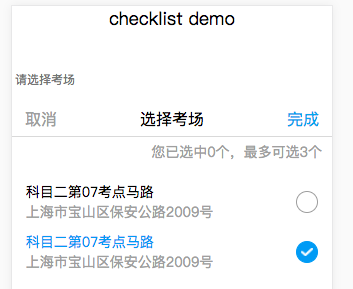 checklist demo
请选择考场
取消 选择考场 完成
您已选中0个，最多可选3个
科目二第07考点马路
上海市宝山区保安公路2009号
科目二第07考点马路
上海市宝山区保安公路2009号